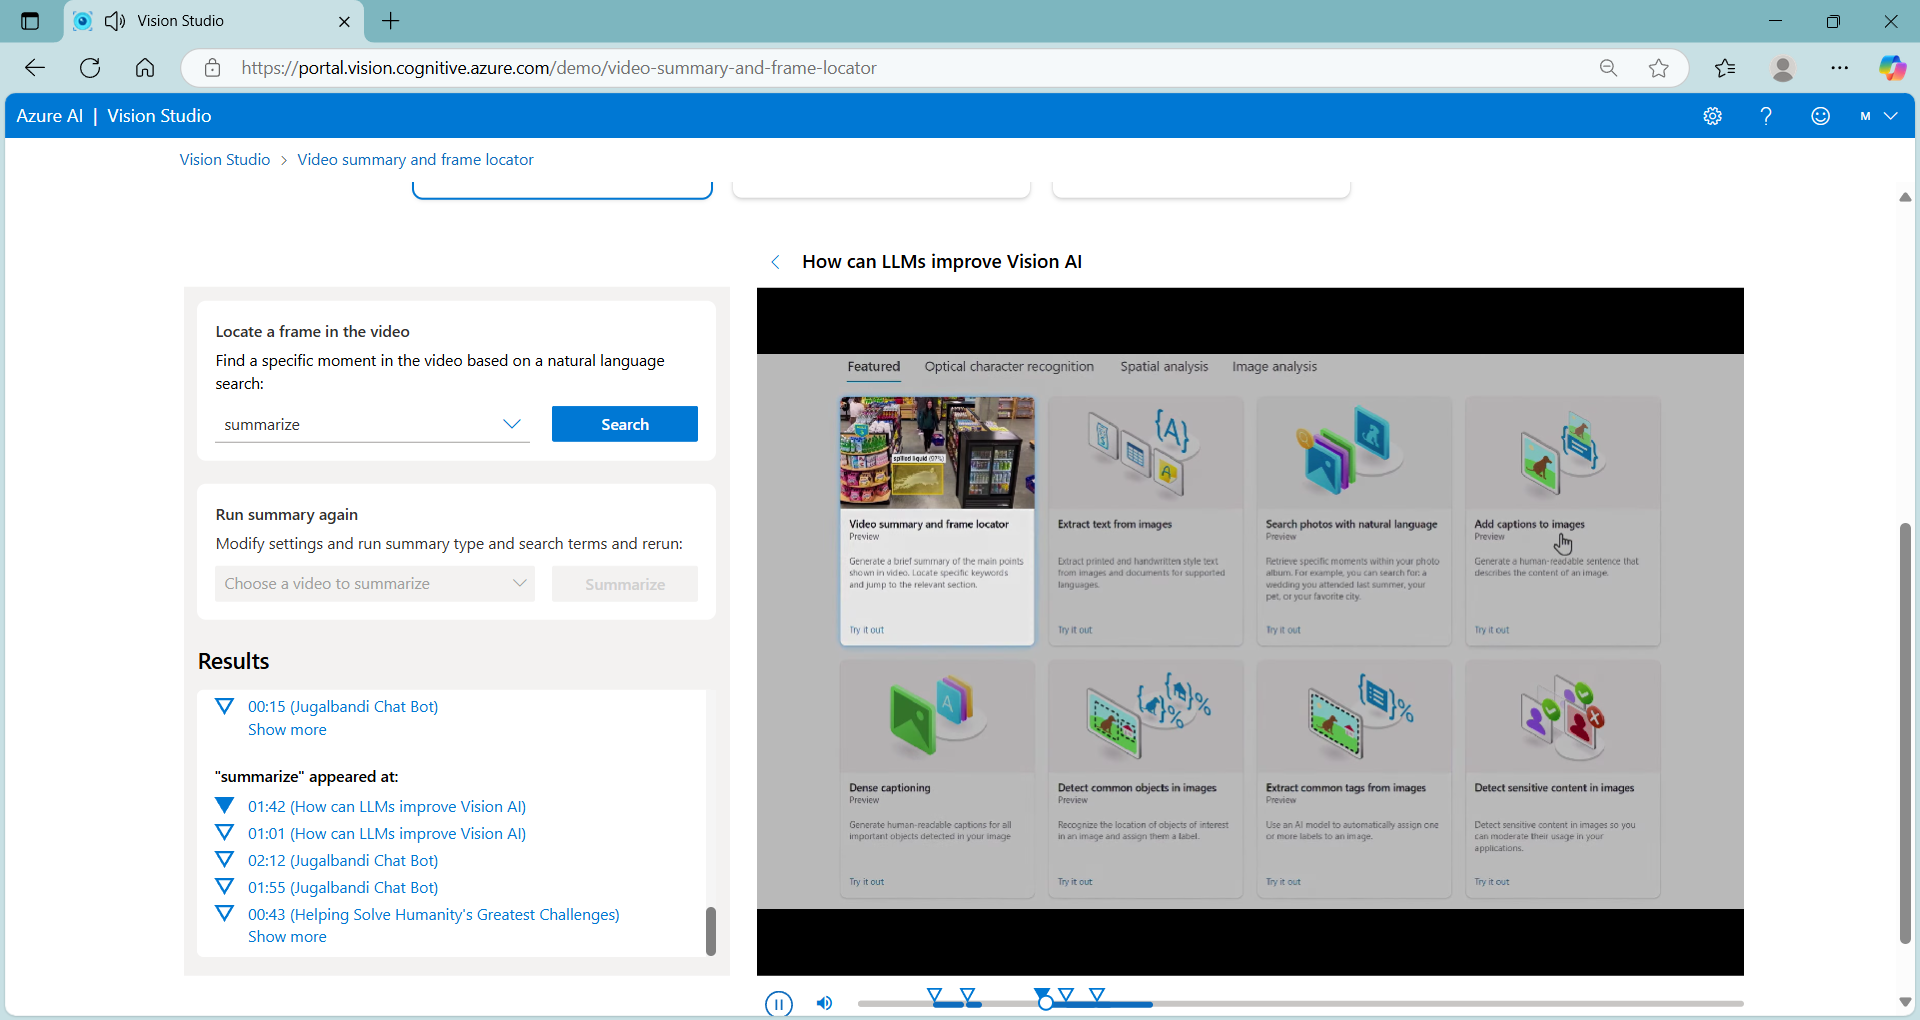 Vision Studio
https://portal.vision.cognitive.azure.com/demo/video-summary-and-frame-locator
Azure AI | Vision Studio
M
Vision Studio > Video summary and frame locator
How can LLMs improve Vision AI
Locate a frame in the video
Find a specific moment in the video based on a natural language
search:
summarize
Search
Run summary again
Modify settings and run summary type and search terms and rerun:
Choose a video to summarize
Summarize
Results
00:15 (Jugalbandi Chat Bot)
Show more
"summarize" appeared at:
01:42 (How can LLMs improve Vision AI)
01:01 (How can LLMs improve Vision AI)
02:12 (Jugalbandi Chat Bot)
01:55 (Jugalbandi Chat Bot)
00:43 (Helping Solve Humanity's Greatest Challenges)
Show more
Featured
Optical character recognition
Spatial analysis
Image analysis
spilled liquid (97%)
Video summary and frame locator
Preview
Generate a brief summary of the main points
shown in video. Locate specific keywords
and jump to the relevant section.
Try it out
Extract text from images
Extract printed and handwritten style text
from images and documents for supported
languages.
Try it out
Search photos with natural language
Preview
Retrieve specific moments within your photo
album. For example, you can search for: a
wedding you attended last summer, your
pet, or your favorite city.
Try it out
Add captions to images
Preview
Generate a human-readable sentence that
describes the content of an image.
Try it out
Dense captioning
Preview
Generate human-readable captions for all
important objects detected in your image
Try it out
Detect common objects in images
Preview
Recognize the location of objects of interest
in an image and assign them a label.
Try it out
Extract common tags from images
Preview
Use an AI model to automatically assign one
or more labels to an image.
Try it out
Detect sensitive content in images
Detect sensitive content in images so you
can moderate their usage in your
applications.
Try it out